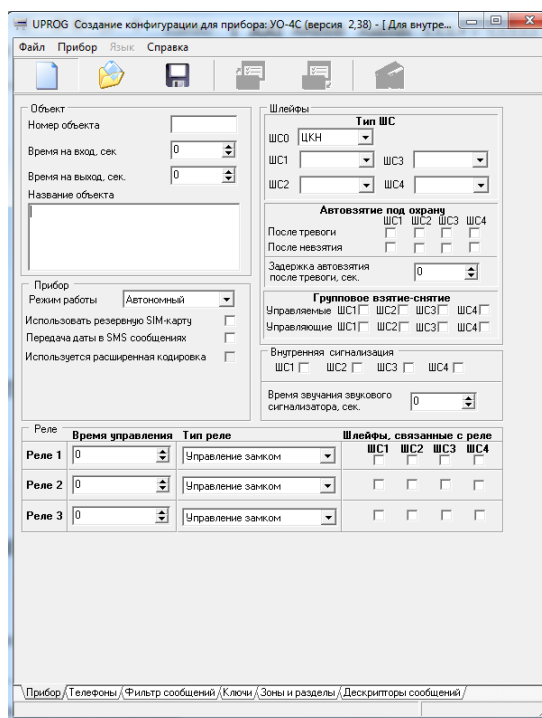 UPROG Создание конфигурации для прибора: УО-4С (версия 2,38) - [ Для внутре...
Файл Прибор Язык Справка
Объект
Номер объекта
Время на вход, сек 0
Время на выход, сек. 0
Название объекта
Прибор
Режим работы Автономный
Использовать резервную SIM-карту
Передача даты в SMS сообщениях
Используется расширенная кодировка
Шлейфы
Тип ШС
ШС0 ЦКН
ШС1 ШС3
ШС2 ШС4
Автовзятие под охрану
ШС1 ШС2 ШС3 ШС4
После тревоги
После невзятия
Задержка автовзятия
после тревоги, сек. 0
Групповое взятие-снятие
Управляемые ШС1 ШС2 ШС3 ШС4
Управляющие ШС1 ШС2 ШС3 ШС4
Внутренняя сигнализация
ШС1 ШС2 ШС3 ШС4
Время звучания звукового
сигнализатора, сек. 0
Реле
Время управления Тип реле Шлейфы, связанные с реле
ШС1 ШС2 ШС3 ШС4
Реле 1 0 Управление замком
Реле 2 0 Управление замком
Реле 3 0 Управление замком
Прибор Телефоны Фильтр сообщений Ключи Зоны и разделы Дескрипторы сообщений